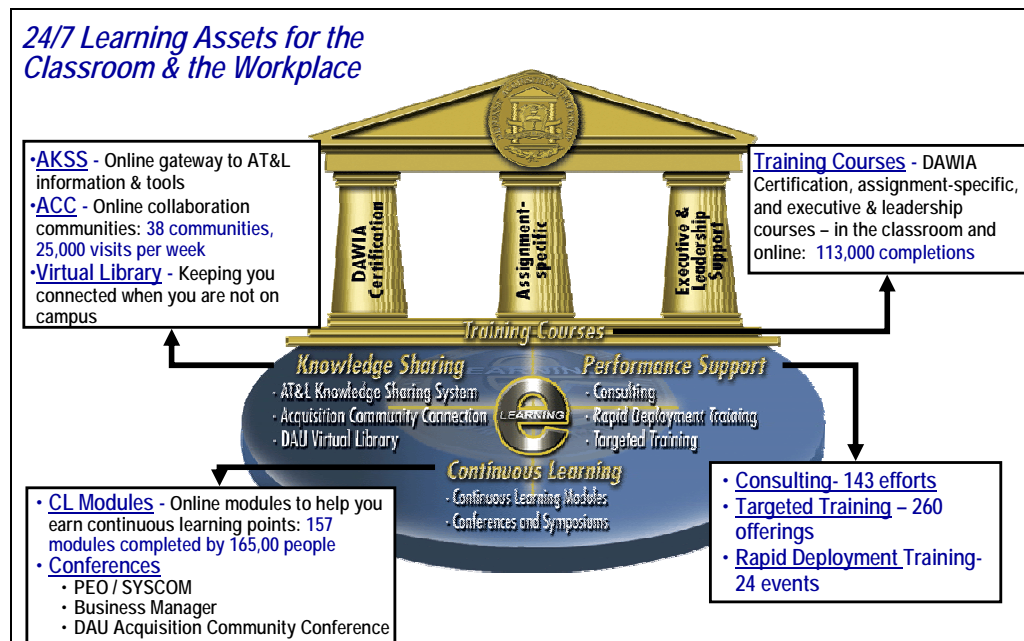 24/7 Learning Assets for the
Classroom & the Workplace
•AKSS - Online gateway to AT&L
information & tools
•ACC - Online collaboration
communities: 38 communities,
25,000 visits per week
•Virtual Library - Keeping you
connected when you are not on
campus
Training Courses - DAWIA
Certification, assignment-specific,
and executive & leadership
courses – in the classroom and
online: 113,000 completions
DAWIA
Certification
Assignment-
specific
Executive &
Leadership
Support
Training Courses
Knowledge Sharing
- AT&L Knowledge Sharing System
- Acquisition Community Connection
- DAU Virtual Library
Performance Support
- Consulting
- Rapid Deployment Training
- Targeted Training
e
LEARNING
Continuous Learning
- Continuous Learning Modules
- Conferences and Symposiums
• CL Modules - Online modules to help you
earn continuous learning points: 157
modules completed by 165,00 people
• Conferences
• PEO / SYSCOM
• Business Manager
• DAU Acquisition Community Conference
• Consulting- 143 efforts
• Targeted Training – 260
offerings
• Rapid Deployment Training-
24 events